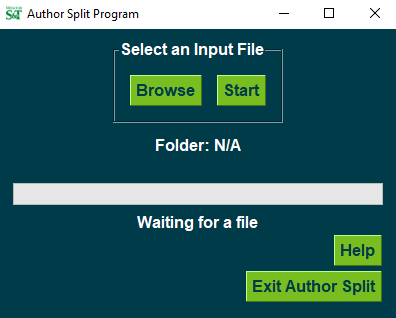 S&T Author Split Program
Select an Input File
Browse Start
Folder: N/A
Waiting for a file
Help
Exit Author Split